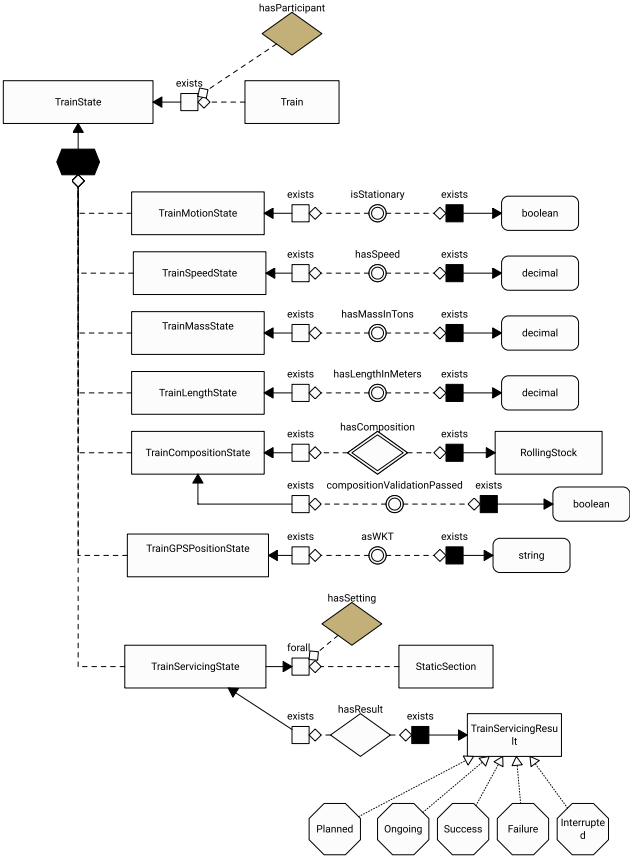 hasParticipant
exists
TrainState
Train
exists
isStationary
exists
TrainMotionState
boolean
exists
hasSpeed
exists
TrainSpeedState
decimal
exists
hasMassInTons
exists
TrainMassState
decimal
exists
hasLengthInMeters
exists
TrainLengthState
decimal
exists
hasComposition
exists
TrainCompositionState
RollingStock
exists
compositionValidationPassed
exists
boolean
exists
asWKT
exists
TrainGPSPositionState
string
hasSetting
forall
TrainServicingState
StaticSection
exists
hasResult
exists
TrainServicingResu
lt
Planned
Ongoing
Success
Failure
Interrupte
d